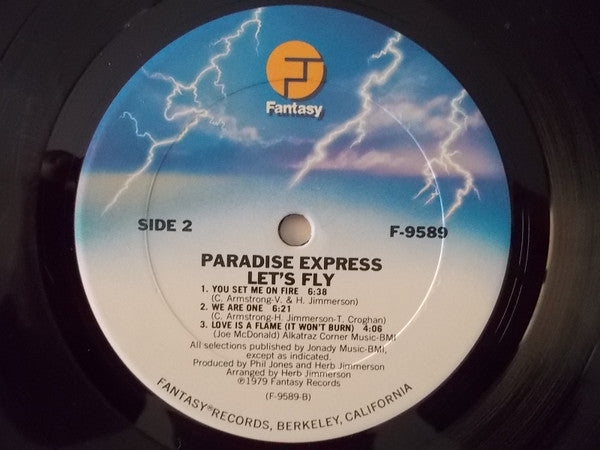 Fantasy
SIDE 2
F-9589
PARADISE EXPRESS
LET'S FLY
1. YOU SET ME ON FIRE 6:38
(C. Armstrong-V. & H. Jimmerson)
2. WE ARE ONE 6:21
(C. Armstrong-H. Jimmerson-T. Croghan)
3. LOVE IS A FLAME (IT WON'T BURN) 4:06
(Joe McDonald) Alkatraz Corner Music-BMI
All selections published by Jonady Music-BMI,
except as indicated.
Produced by Phil Jones and Herb Jimmerson
Arranged by Herb Jimmerson
℗1979 Fantasy Records
(F-9589-B)
FANTASY® RECORDS, BERKELEY, CALIFORNIA